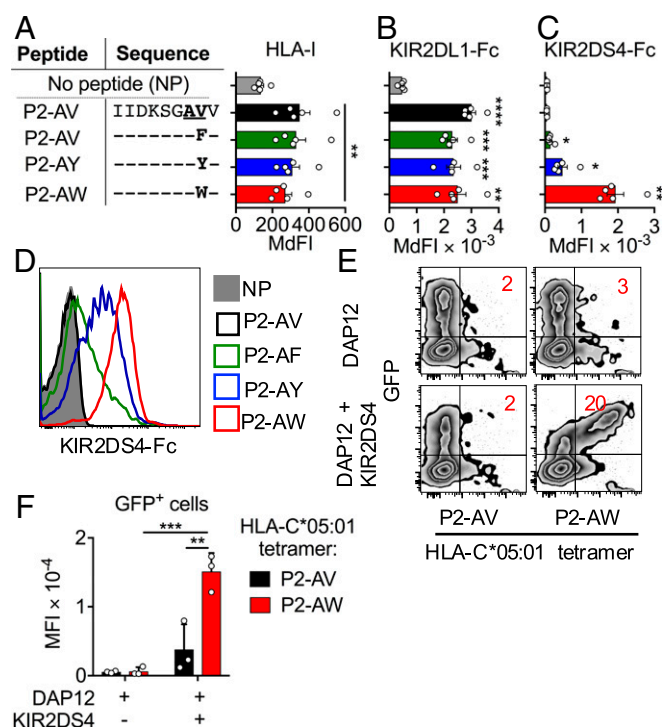 A
Peptide Sequence
No peptide (NP)
P2-AV IIDKSGAVV
P2-AV -------F-
P2-AY -------Y-
P2-AW -------W-
HLA-I
**
0 200 400 600
MdFI
B
KIR2DL1-Fc
****
***
***
**
0 1 2 3 4
MdFI × 10⁻³
C
KIR2DS4-Fc
*
*
**
0 1 2 3
MdFI × 10⁻³
D
KIR2DS4-Fc
NP
P2-AV
P2-AF
P2-AY
P2-AW
E
DAP12
2 3
DAP12 +
KIR2DS4
2 20
GFP
P2-AV P2-AW
HLA-C*05:01 tetramer
F
GFP⁺ cells
***
**
MFI × 10⁻⁴
2
1
0
DAP12 + +
KIR2DS4 - +
HLA-C*05:01
tetramer:
P2-AV
P2-AW